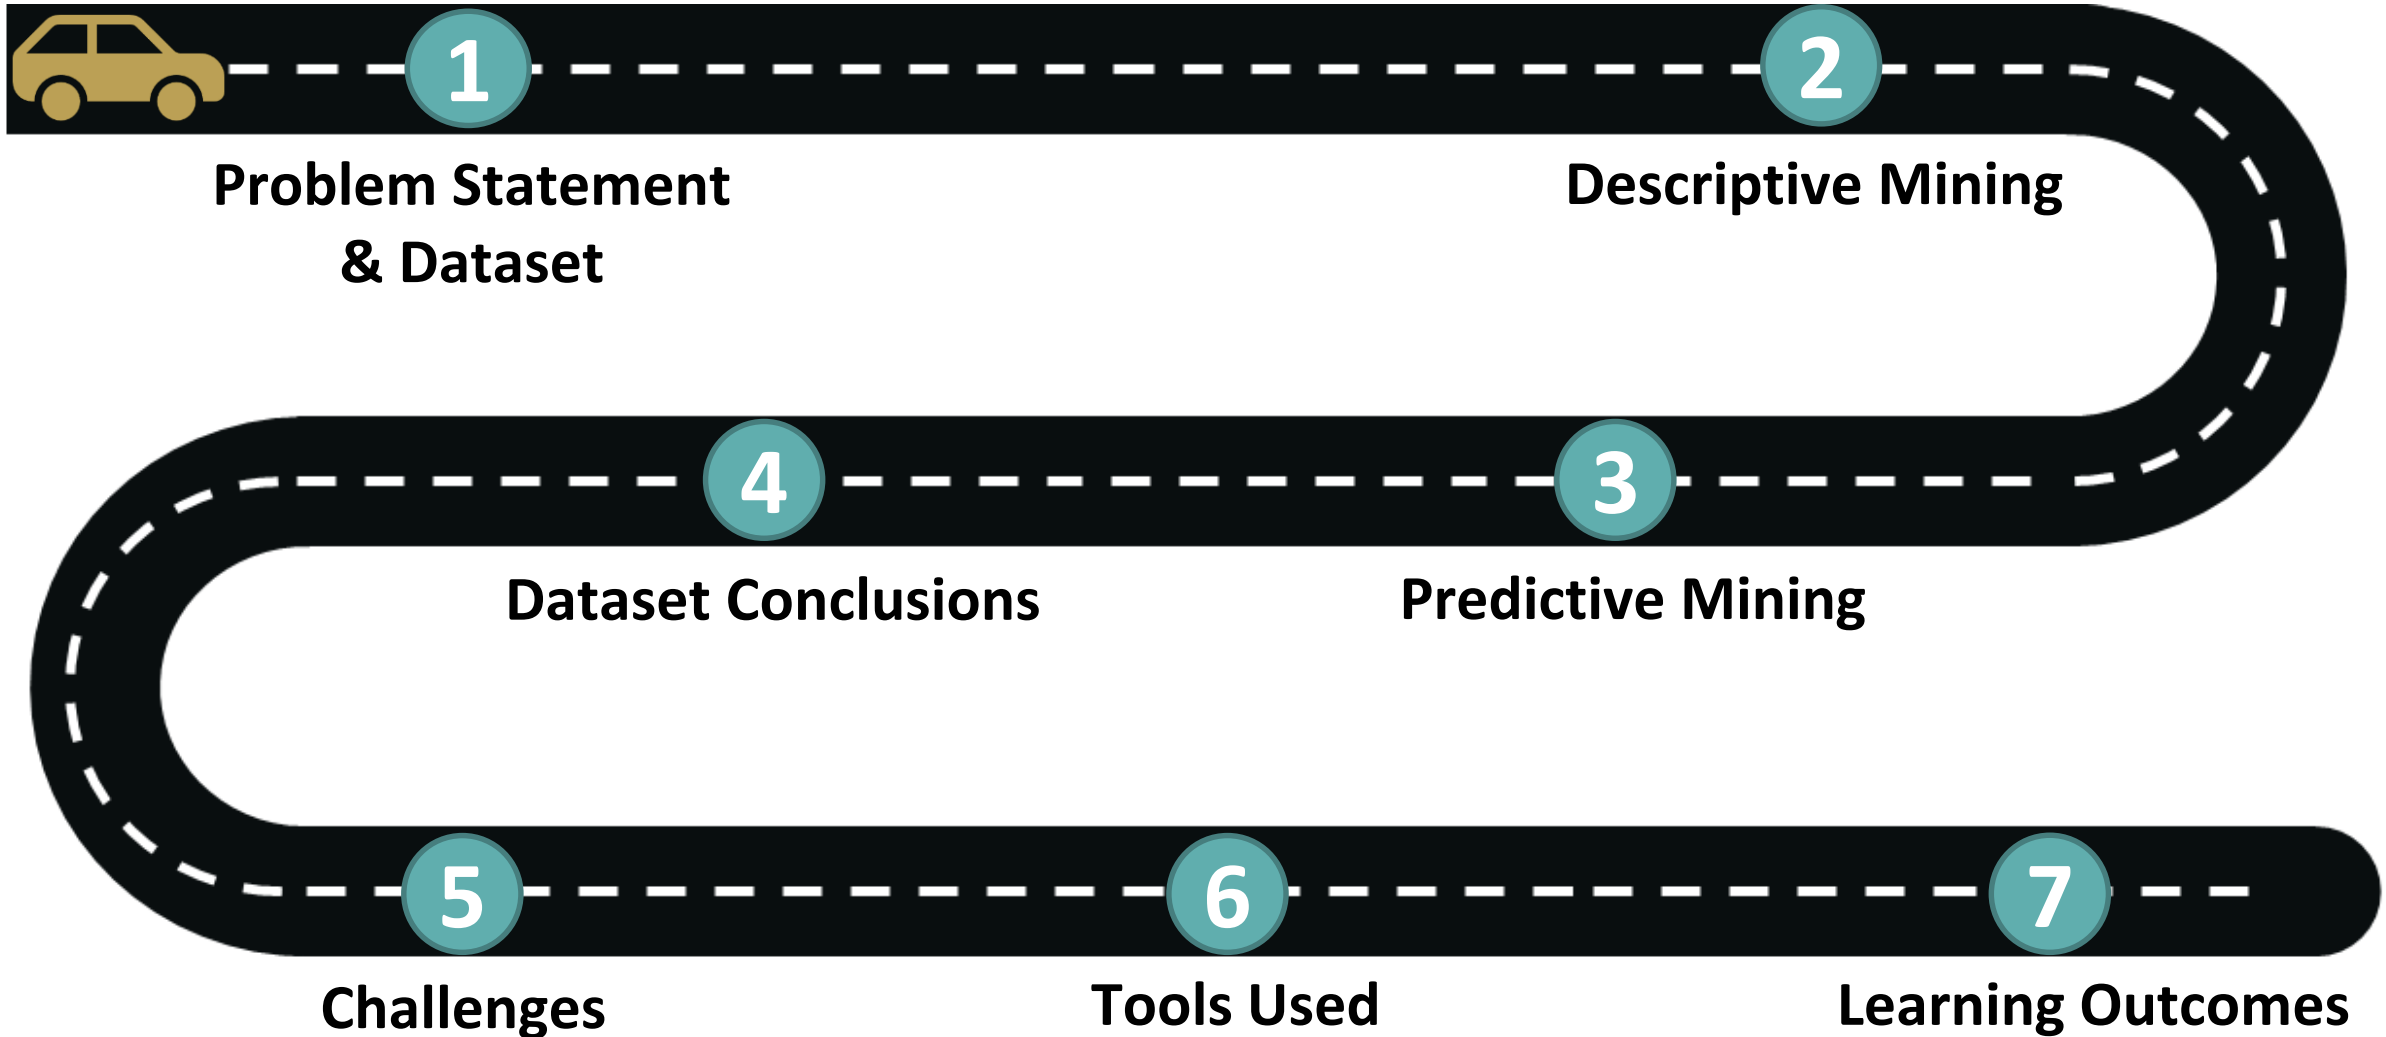 1
2
Problem Statement
& Dataset
Descriptive Mining
4
3
Dataset Conclusions
Predictive Mining
5
6
7
Challenges
Tools Used
Learning Outcomes